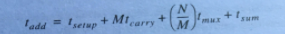 t_add = t_setup + Mt_carry + (N/M)t_mux + t_sum